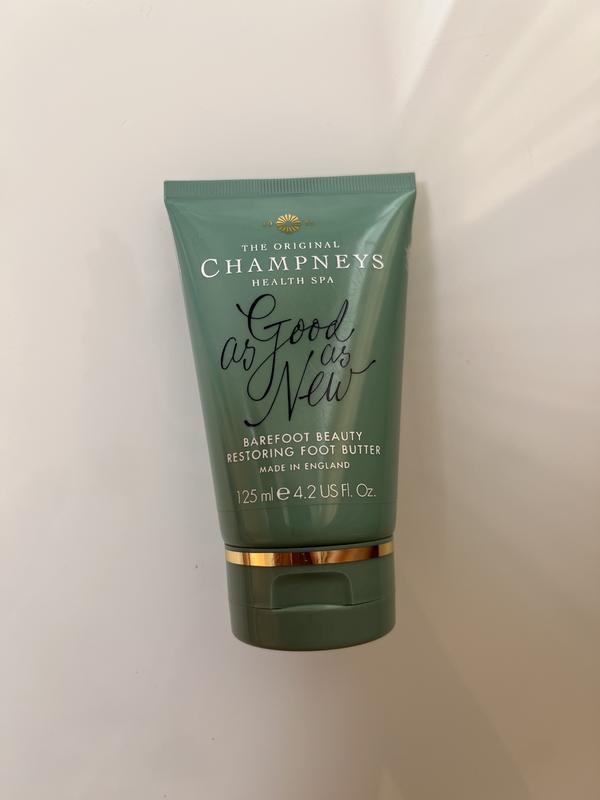 THE ORIGINAL
CHAMPNEYS
HEALTH SPA
Good
as as
New
BAREFOOT BEAUTY
RESTORING FOOT BUTTER
MADE IN ENGLAND
125 ml ℮ 4.2 US Fl. Oz.